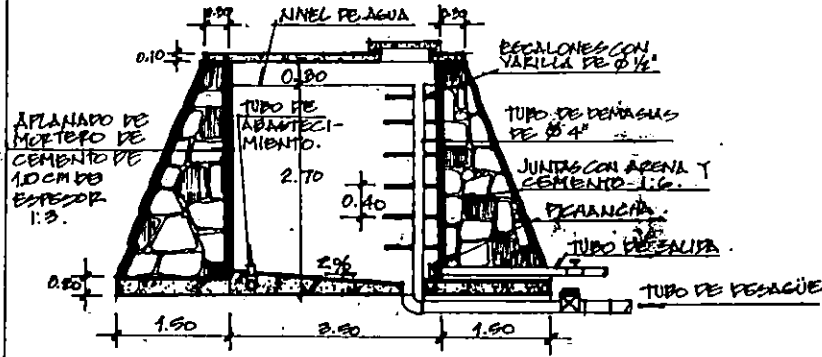 0.30
NIVEL DE AGUA
0.30
0.10
ESCALONES CON
VARILLA DE Ø ½"
0.30
TUBO DE
ABASTECI-
MIENTO.
APLANADO DE
MORTERO DE
CEMENTO DE
1.0 CM DE
ESPESOR
1:3.
TUBO DE DEMASIAS
DE Ø 4"
2.70
JUNTAS CON ARENA Y
CEMENTO 1:6.
0.40
PICHANCHA
TUBO DE SALIDA
2%
0.20
TUBO DE DESAGÜE
1.50
3.50
1.50